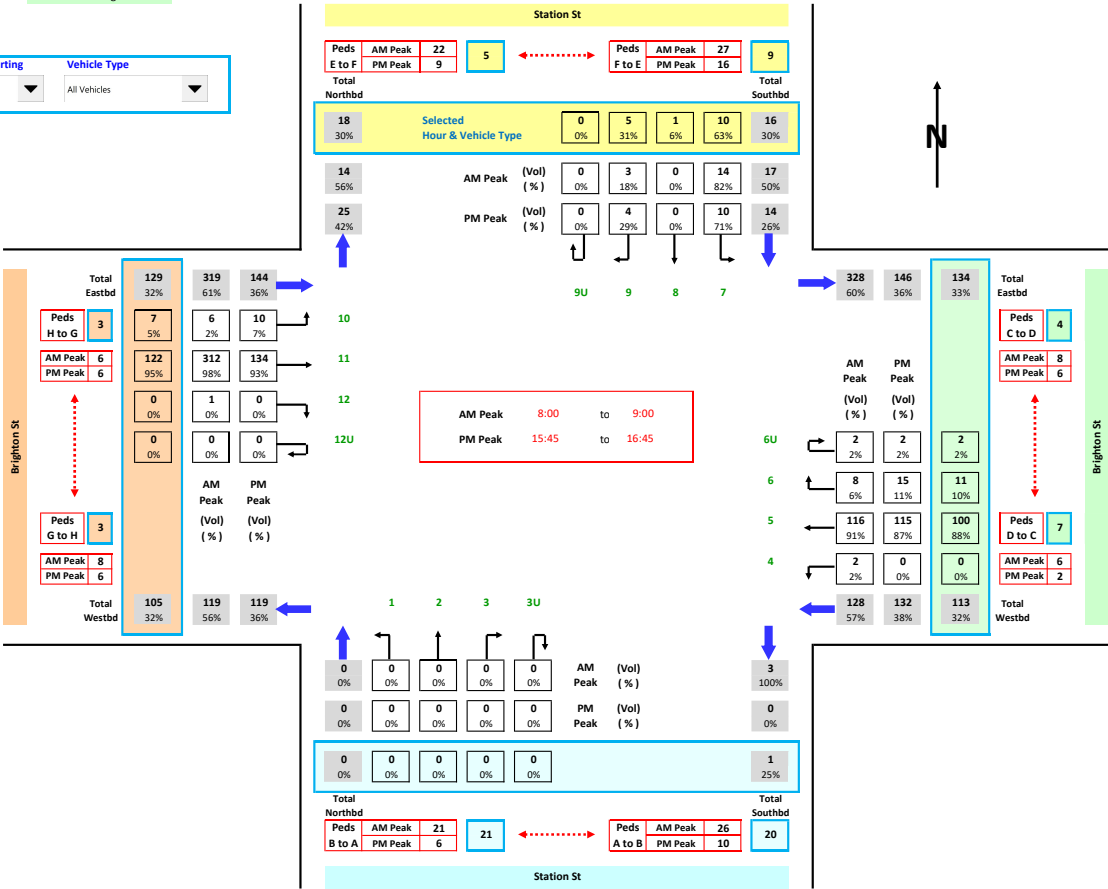 Station St
Peds AM Peak 22 5 Peds AM Peak 27 9
E to F PM Peak 9 F to E PM Peak 16
rting Vehicle Type
All Vehicles
Total Total
Northbd Southbd
18 Selected 0 5 1 10 16
30% Hour & Vehicle Type 0% 31% 6% 63% 30%
14 AM Peak (Vol) 0 3 0 14 17
56% (%) 0% 18% 0% 82% 50%
25 PM Peak (Vol) 0 4 0 10 14
42% (%) 0% 29% 0% 71% 26%
N
9U 9 8 7
Total 129 319 144 328 146 134 Total
Eastbd 32% 61% 36% 60% 36% 33% Eastbd
Peds 3 7 6 10 10 Peds 4
H to G 5% 2% 7% C to D
AM Peak 6 122 312 134 11 AM Peak 8
PM Peak 6 95% 98% 93% PM Peak 6
AM PM
Peak Peak
(Vol) (Vol)
(%) (%)
0 1 0 12
0% 0% 0%
0 0 0 12U
0% 0% 0%
AM Peak 8:00 to 9:00
PM Peak 15:45 to 16:45
6U 2 2 2
2% 2% 2%
6 8 15 11
6% 11% 10%
Brighton St
Brighton St
AM PM
Peak Peak
(Vol) (Vol)
(%) (%)
Peds 3 5 116 115 100 Peds 7
G to H 91% 87% 88% D to C
AM Peak 8 4 2 0 0 AM Peak 6
PM Peak 6 2% 0% 0% PM Peak 2
Total 105 119 119 128 132 113 Total
Westbd 32% 56% 36% 57% 38% 32% Westbd
1 2 3 3U
0 0 0 0 0 AM (Vol) 3
0% 0% 0% 0% 0% Peak (%) 100%
0 0 0 0 0 PM (Vol) 0
0% 0% 0% 0% 0% Peak (%) 0%
0 0 0 0 0 1
0% 0% 0% 0% 0% 25%
Total Total
Northbd Southbd
Peds AM Peak 21 21 Peds AM Peak 26 20
B to A PM Peak 6 A to B PM Peak 10
Station St